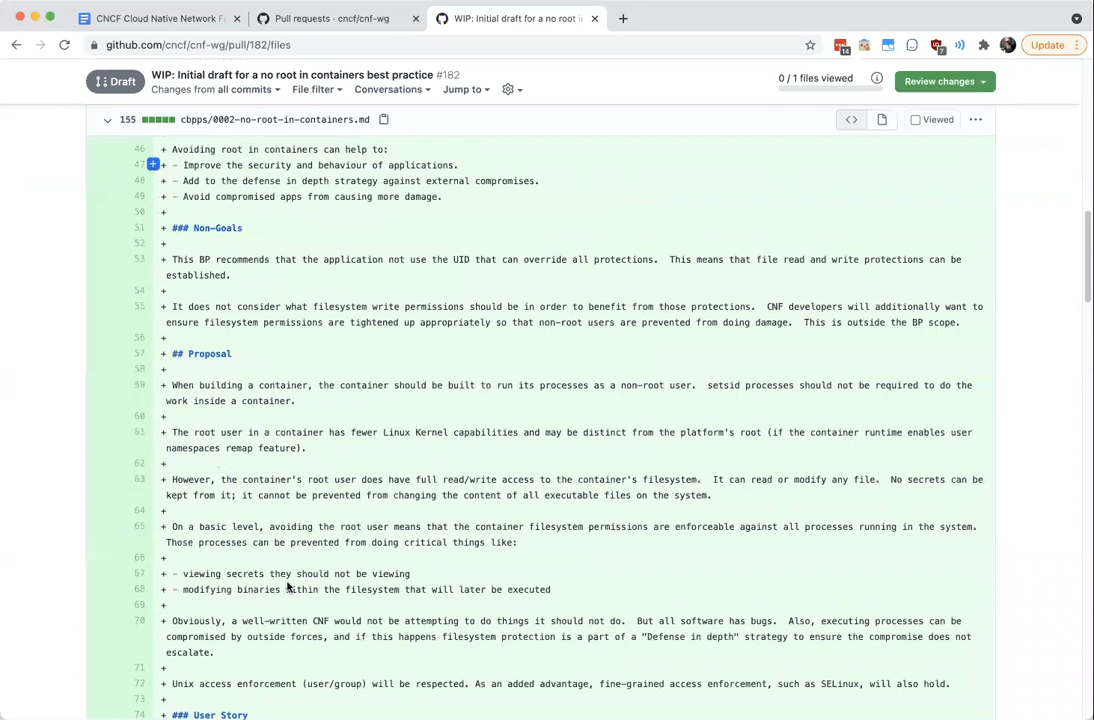 CNCF Cloud Native Network F
Pull requests · cncf/cnf-wg
WIP: Initial draft for a no root in
github.com/cncf/cnf-wg/pull/182/files
14
7
Update
Draft
WIP: Initial draft for a no root in containers best practice #182
Changes from all commits
File filter
Conversations
Jump to
0 / 1 files viewed
Review changes
155 cbpps/0002-no-root-in-containers.md
Viewed
46 + Avoiding root in containers can help to:
47 + - Improve the security and behaviour of applications.
48 + - Add to the defense in depth strategy against external compromises.
49 + - Avoid compromised apps from causing more damage.
50 +
51 + ### Non-Goals
52 +
53 + This BP recommends that the application not use the UID that can override all protections.  This means that file read and write protections can be
established.
54 +
55 + It does not consider what filesystem write permissions should be in order to benefit from those protections.  CNF developers will additionally want to
ensure filesystem permissions are tightened up appropriately so that non-root users are prevented from doing damage.  This is outside the BP scope.
56 +
57 + ## Proposal
58 +
59 + When building a container, the container should be built to run its processes as a non-root user.  setsid processes should not be required to do the
work inside a container.
60 +
61 + The root user in a container has fewer Linux Kernel capabilities and may be distinct from the platform's root (if the container runtime enables user
namespaces remap feature).
62 +
63 + However, the container's root user does have full read/write access to the container's filesystem.  It can read or modify any file.  No secrets can be
kept from it; it cannot be prevented from changing the content of all executable files on the system.
64 +
65 + On a basic level, avoiding the root user means that the container filesystem permissions are enforceable against all processes running in the system.
Those processes can be prevented from doing critical things like:
66 +
67 + - viewing secrets they should not be viewing
68 + - modifying binaries within the filesystem that will later be executed
69 +
70 + Obviously, a well-written CNF would not be attempting to do things it should not do.  But all software has bugs.  Also, executing processes can be
compromised by outside forces, and if this happens filesystem protection is a part of a "Defense in depth" strategy to ensure the compromise does not
escalate.
71 +
72 + Unix access enforcement (user/group) will be respected. As an added advantage, fine-grained access enforcement, such as SELinux, will also hold.
73 +
74 + ### User Story